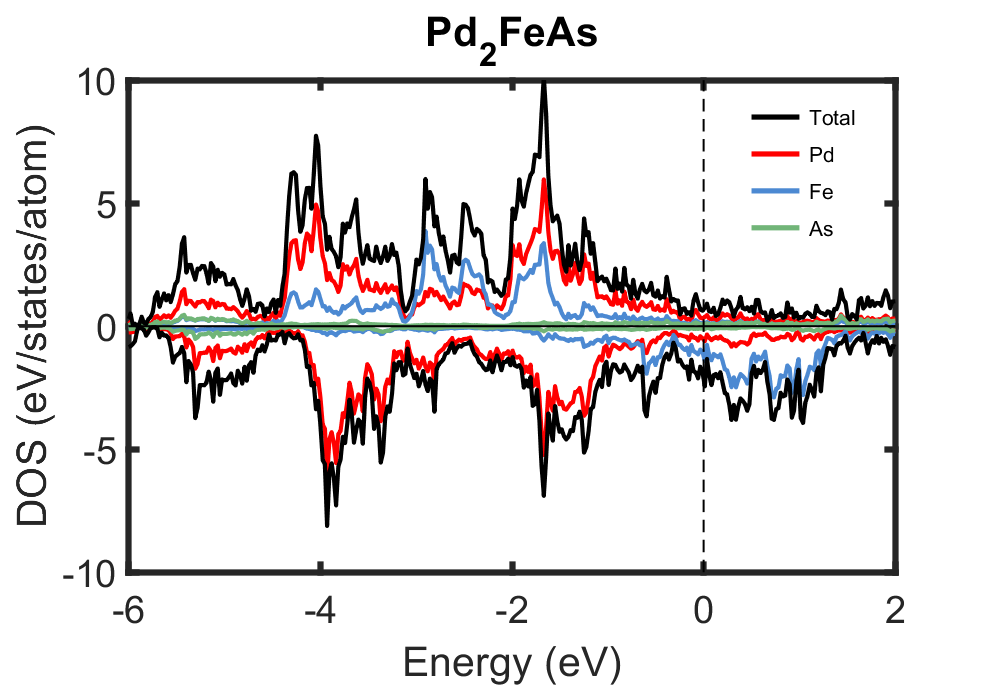 Pd₂FeAs
DOS (eV/states/atom)
10
5
0
-5
-10
Total
Pd
Fe
As
-6 -4 -2 0 2
Energy (eV)